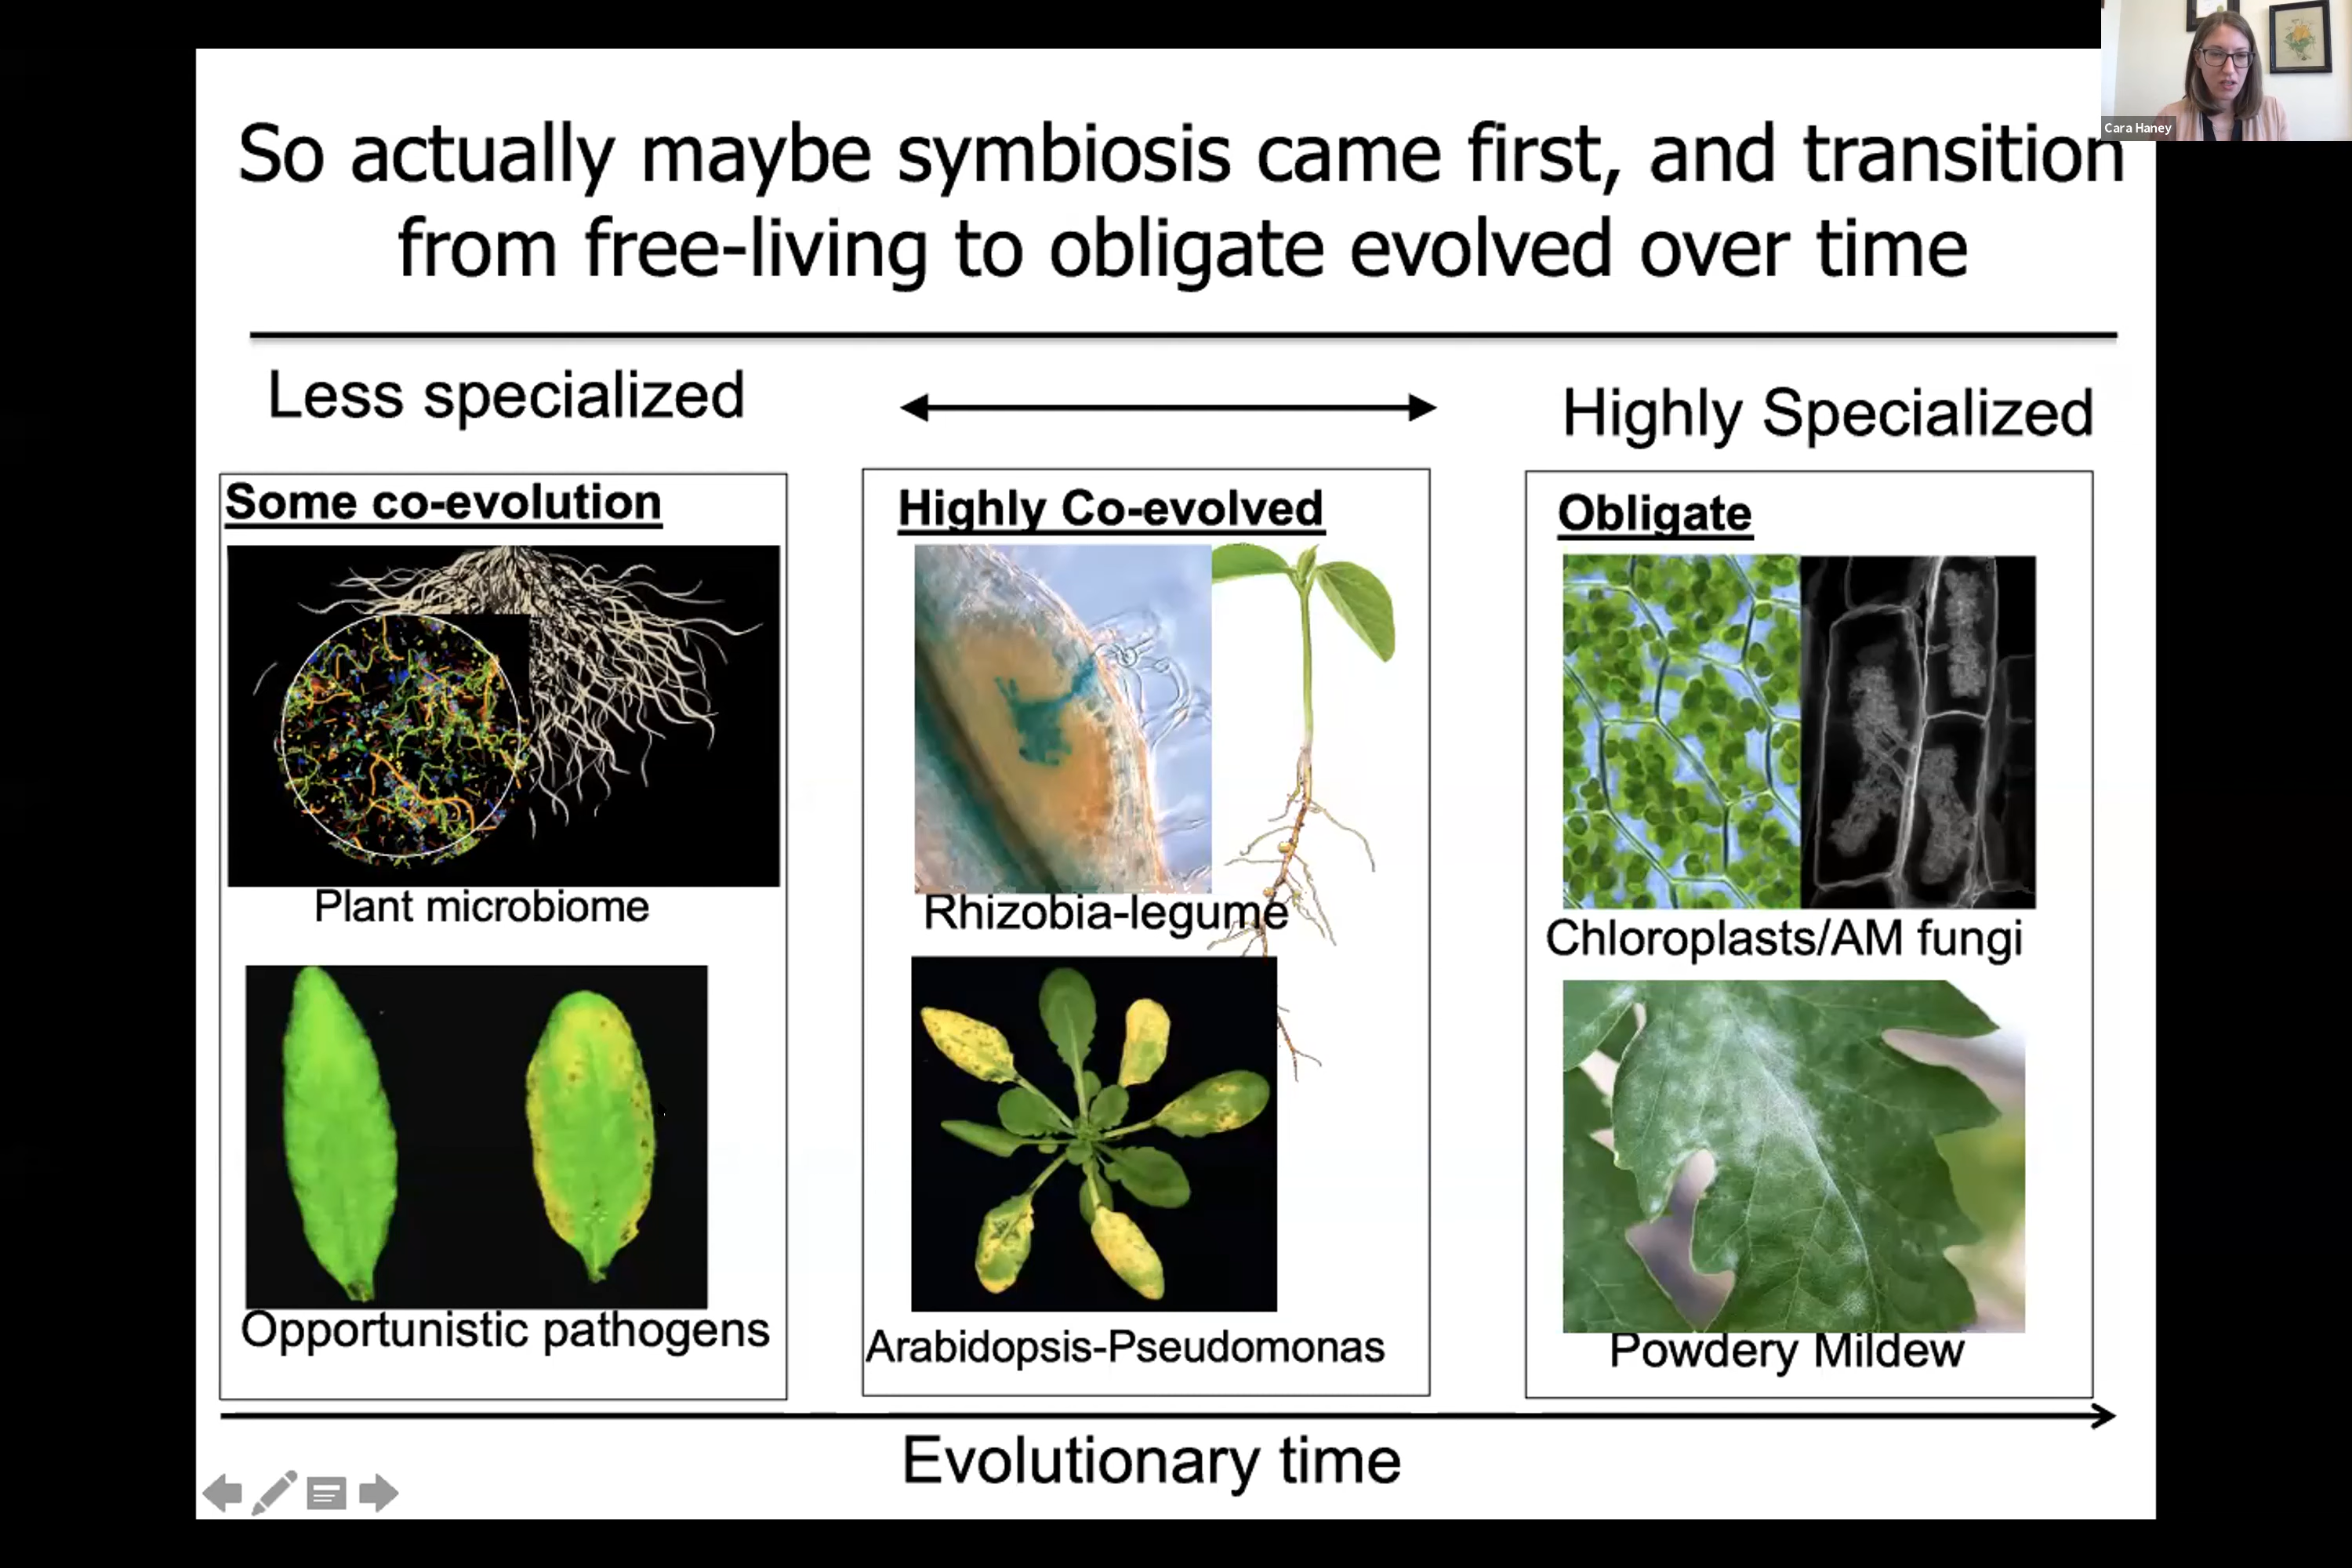 Cara Haney
So actually maybe symbiosis came first, and transition
from free-living to obligate evolved over time
Less specialized
Highly Specialized
Some co-evolution
Plant microbiome
Opportunistic pathogens
Highly Co-evolved
Rhizobia-legume
Arabidopsis-Pseudomonas
Obligate
Chloroplasts/AM fungi
Powdery Mildew
Evolutionary time